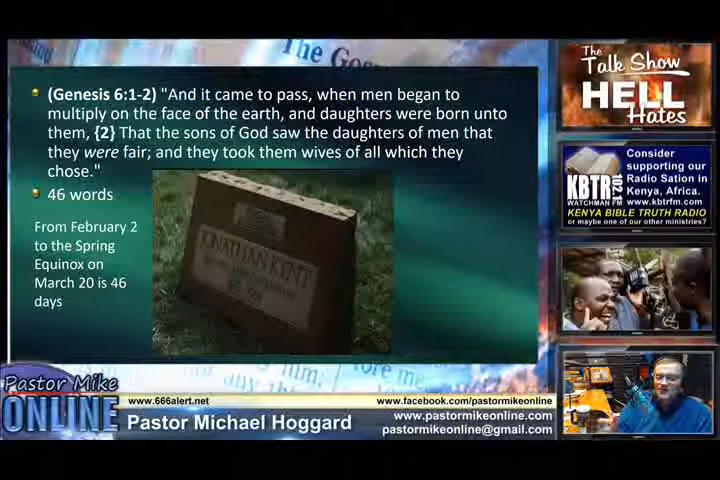 The Gos
(Genesis 6:1-2) "And it came to pass, when men began to
multiply on the face of the earth, and daughters were born unto
them, {2} That the sons of God saw the daughters of men that
they were fair; and they took them wives of all which they
chose."
46 words
From February 2
to the Spring
Equinox on
March 20 is 46
days
JONATHAN KENT
The
Talk Show
HELL
Hates
KBTR
102.1
WATCHMAN FM
Consider
supporting our
Radio Sation in
Kenya, Africa.
www.kbtrfm.com
KENYA BIBLE TRUTH RADIO
or maybe one of our other ministries?
Pastor Mike
ONLINE
www.666alert.net
www.facebook.com/pastormikeonline
Pastor Michael Hoggard
www.pastormikeonline.com
pastormikeonline@gmail.com